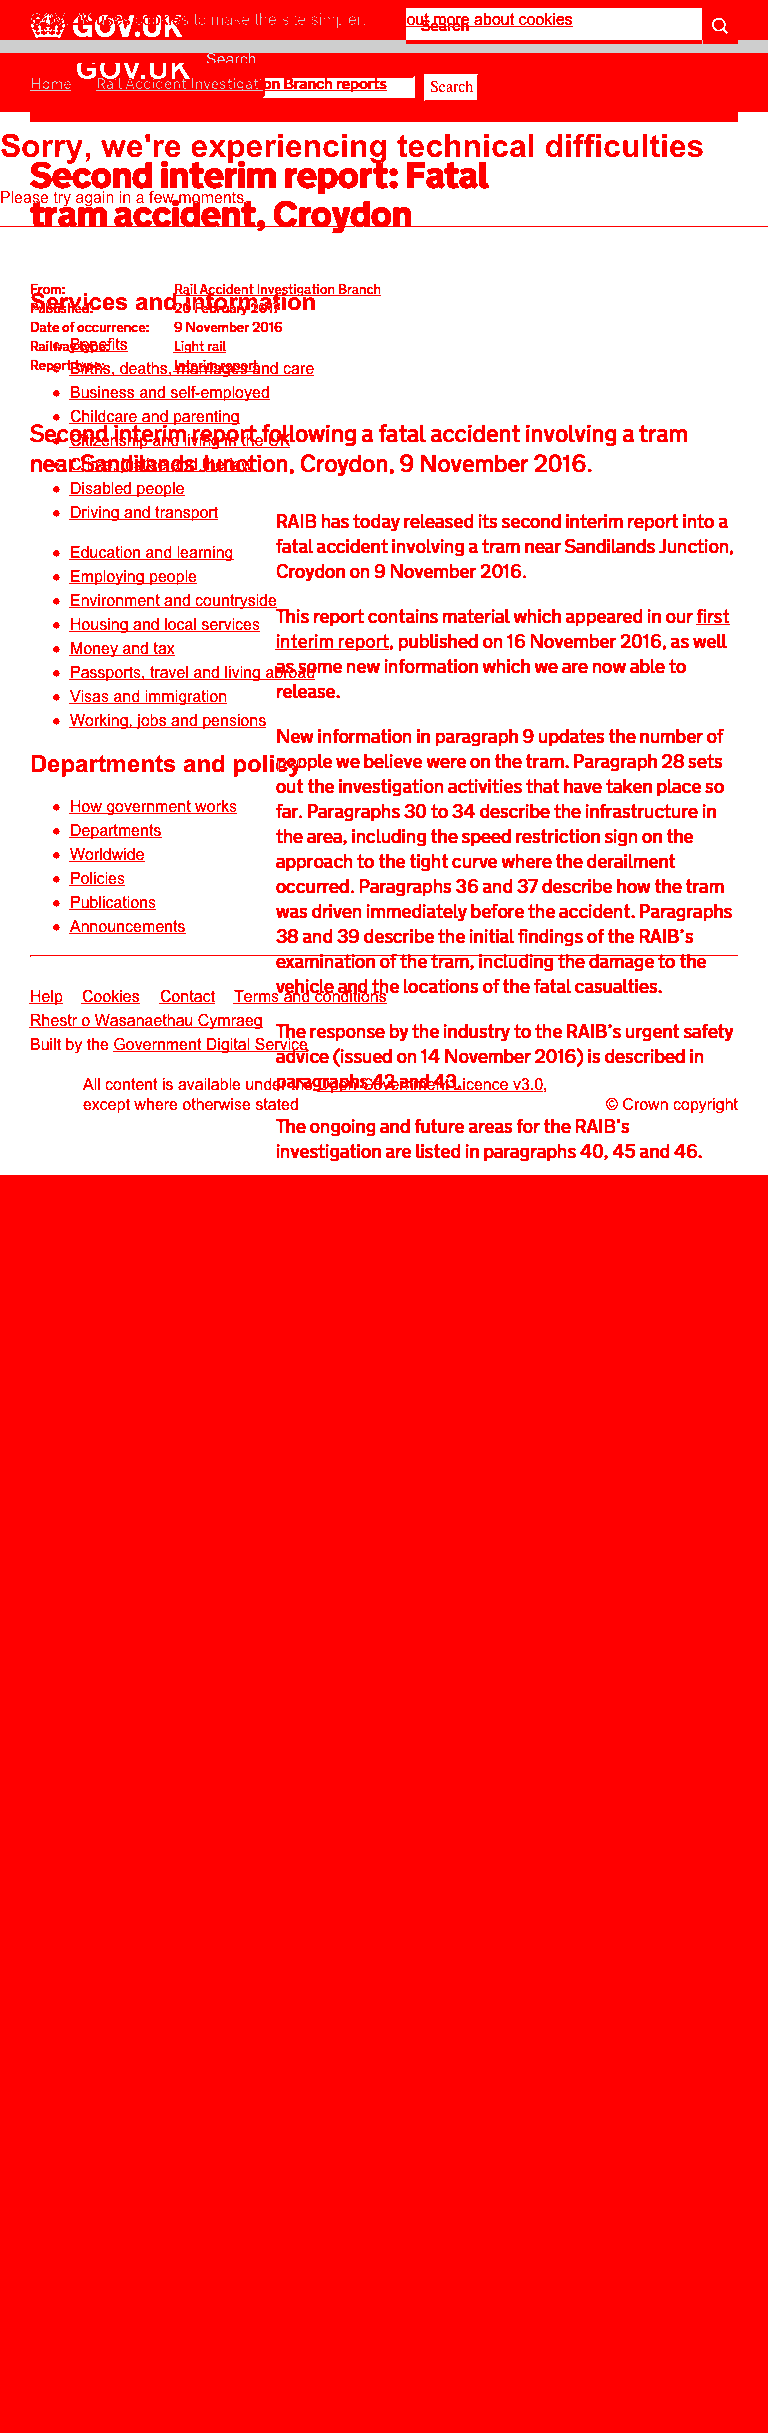 GOV.UK uses cookies to make the site simpler. out more about cookies
GOV.UK
Search
Search
GOV.UK
Home Rail Accident Investigation Branch reports
Search
Sorry, we're experiencing technical difficulties
Second interim report: Fatal
Please try again in a few moments.
tram accident, Croydon
From: Rail Accident Investigation Branch
Services and information
Published: 20 February 2017
Date of occurrence: 9 November 2016
Benefits
Railway type: Light rail
Report type: Interim report
Births, deaths, marriages and care
Business and self-employed
Childcare and parenting
Second interim report following a fatal accident involving a tram
Citizenship and living in the UK
near Sandilands Junction, Croydon, 9 November 2016.
Crime, justice and the law
Disabled people
Driving and transport
Education and learning
Employing people
Environment and countryside
Housing and local services
Money and tax
Passports, travel and living abroad
Visas and immigration
Working, jobs and pensions
RAIB has today released its second interim report into a
fatal accident involving a tram near Sandilands Junction,
Croydon on 9 November 2016.
This report contains material which appeared in our first
interim report, published on 16 November 2016, as well
as some new information which we are now able to
release.
New information in paragraph 9 updates the number of
people we believe were on the tram. Paragraph 28 sets
out the investigation activities that have taken place so
far. Paragraphs 30 to 34 describe the infrastructure in
the area, including the speed restriction sign on the
approach to the tight curve where the derailment
occurred. Paragraphs 36 and 37 describe how the tram
was driven immediately before the accident. Paragraphs
38 and 39 describe the initial findings of the RAIB's
examination of the tram, including the damage to the
vehicle and the locations of the fatal casualties.
The response by the industry to the RAIB's urgent safety
advice (issued on 14 November 2016) is described in
paragraphs 42 and 43.
The ongoing and future areas for the RAIB's
investigation are listed in paragraphs 40, 45 and 46.
Departments and policy
How government works
Departments
Worldwide
Policies
Publications
Announcements
Help Cookies Contact Terms and conditions
Rhestr o Wasanaethau Cymraeg
Built by the Government Digital Service
All content is available under the Open Government Licence v3.0,
except where otherwise stated
© Crown copyright